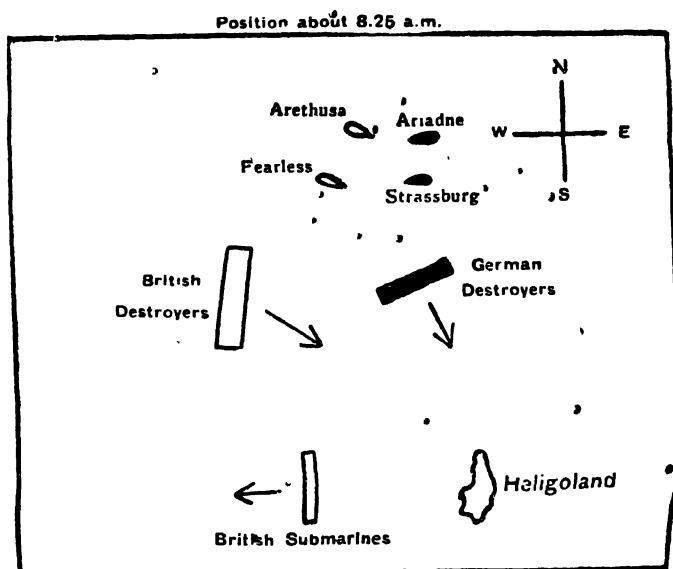 Position about 8.25 a.m.
N
Arethusa
Ariadne
W E
Fearless
Strassburg
S
British
Destroyers
German
Destroyers
Heligoland
British Submarines